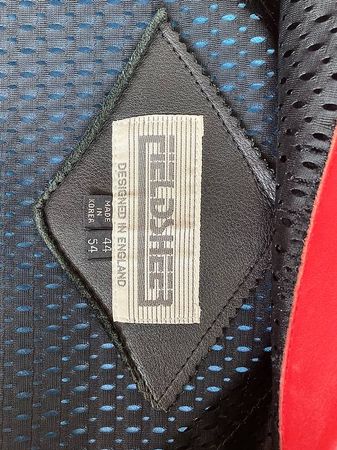 FIELDSHEER
DESIGNED IN ENGLAND
MADE
IN
KOREA
44
54